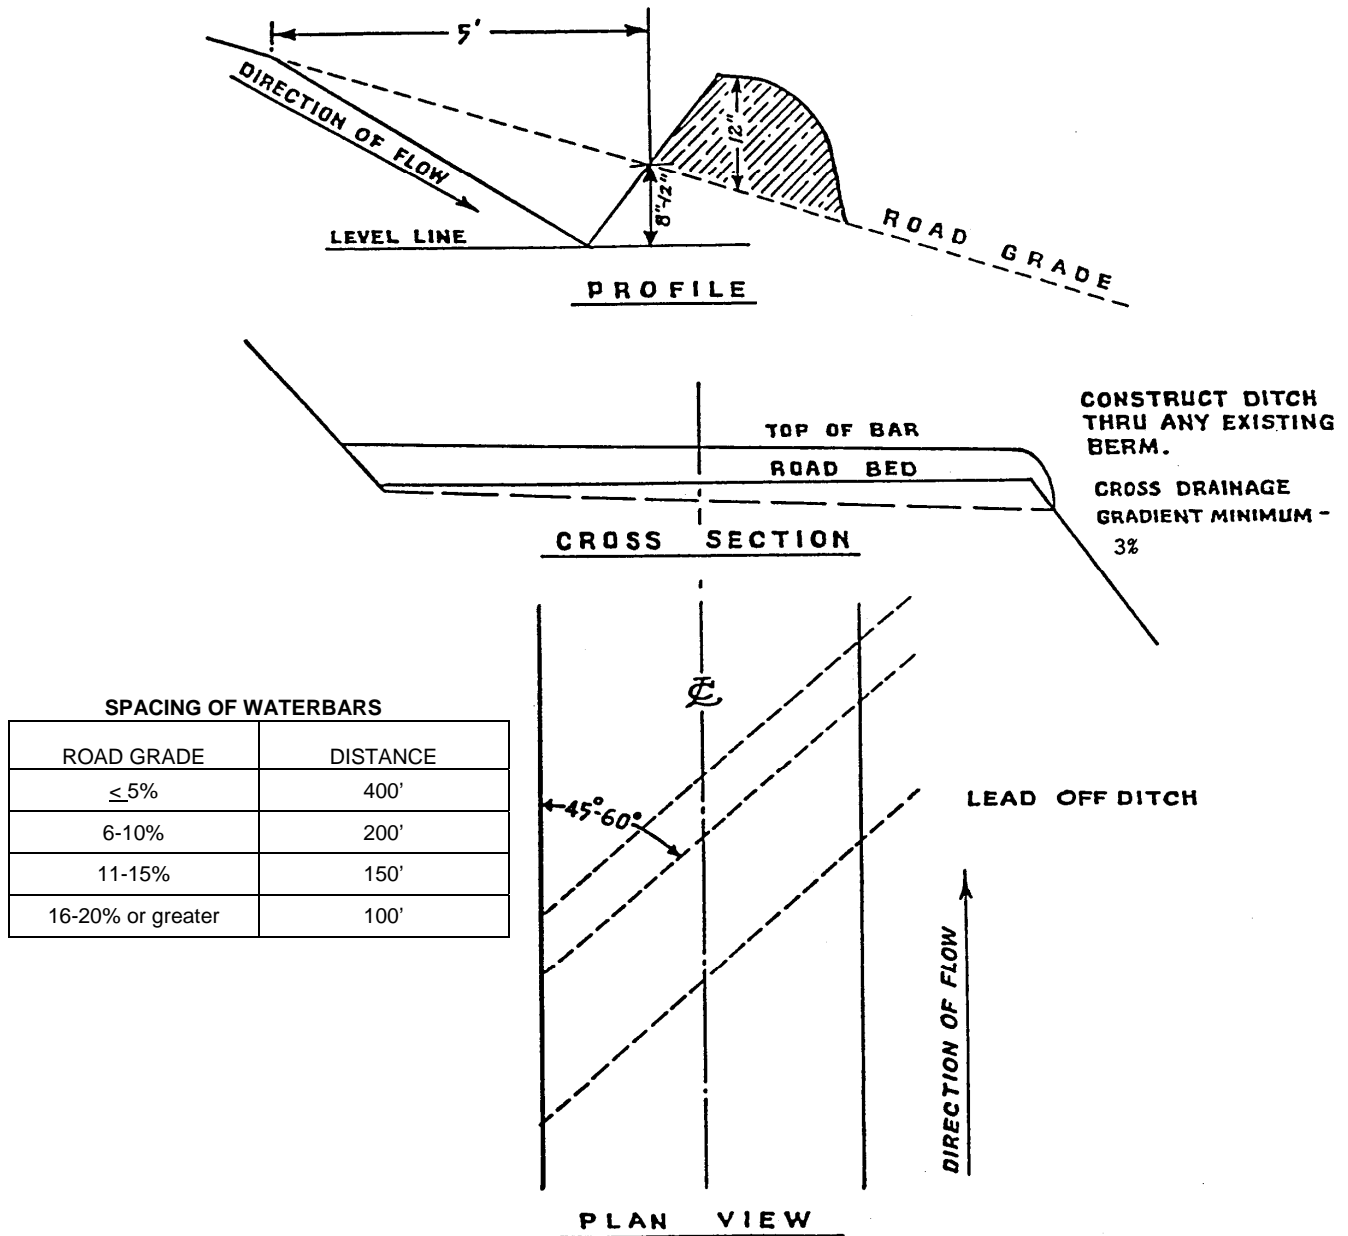 5'
DIRECTION OF FLOW
12"
8"-12"
LEVEL LINE
ROAD GRADE
PROFILE
CONSTRUCT DITCH
THRU ANY EXISTING
BERM.
TOP OF BAR
ROAD BED
CROSS DRAINAGE
GRADIENT MINIMUM -
3%
CROSS SECTION
℄
SPACING OF WATERBARS
ROAD GRADE DISTANCE
≤ 5% 400’
6-10% 200’
11-15% 150’
16-20% or greater 100’
45°-60°
LEAD OFF DITCH
DIRECTION OF FLOW
PLAN VIEW